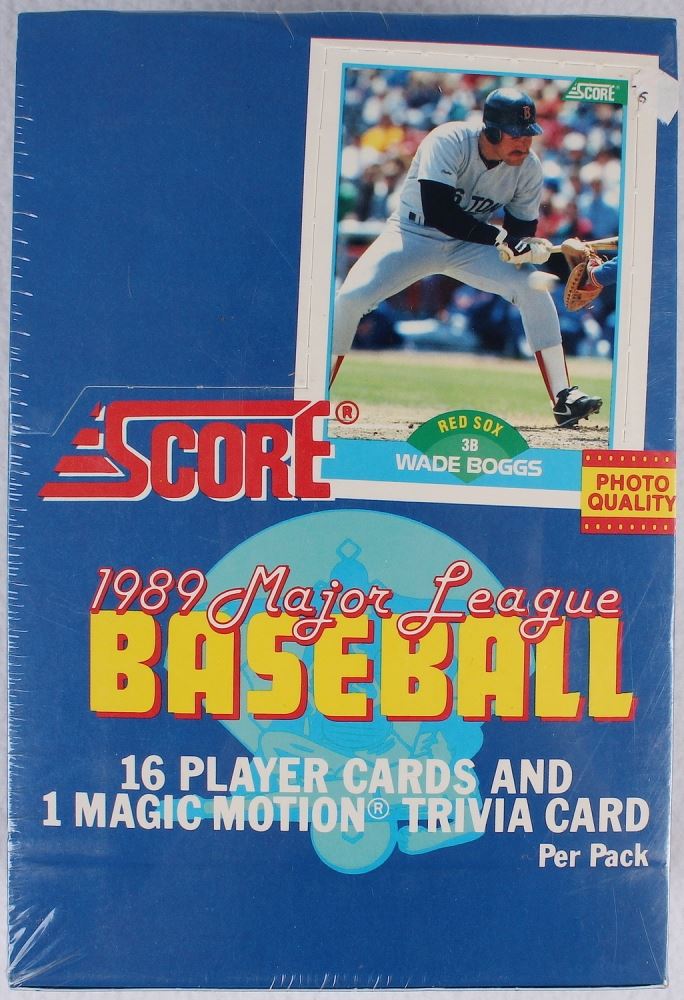 SCORE®
6
B
RED SOX
3B
WADE BOGGS
SCORE®
PHOTO
QUALITY
1989 Major League
BASEBALL
16 PLAYER CARDS AND
1 MAGIC MOTION® TRIVIA CARD
Per Pack